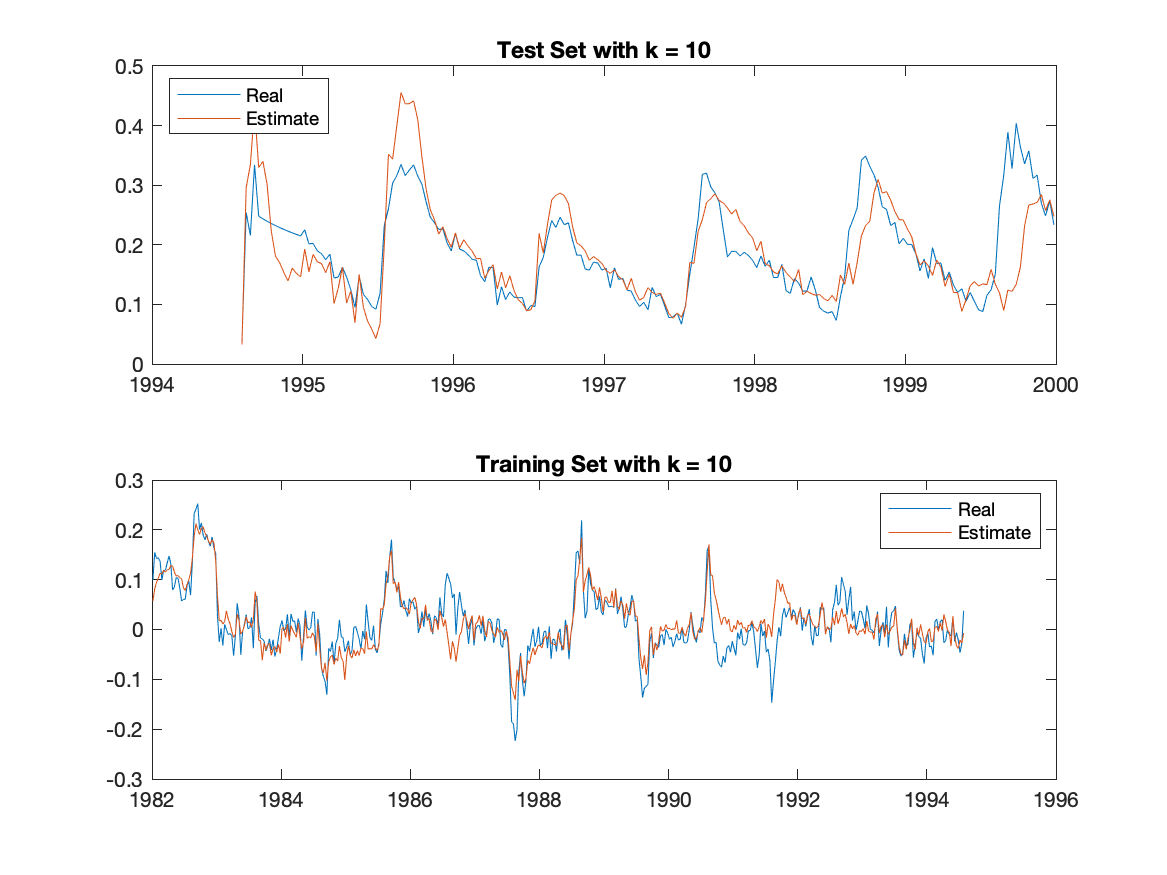 Test Set with k = 10
0.5
Real
Estimate
0.4
0.3
0.2
0.1
0
1994 1995 1996 1997 1998 1999 2000
Training Set with k = 10
0.3
Real
Estimate
0.2
0.1
0
-0.1
-0.2
-0.3
1982 1984 1986 1988 1990 1992 1994 1996